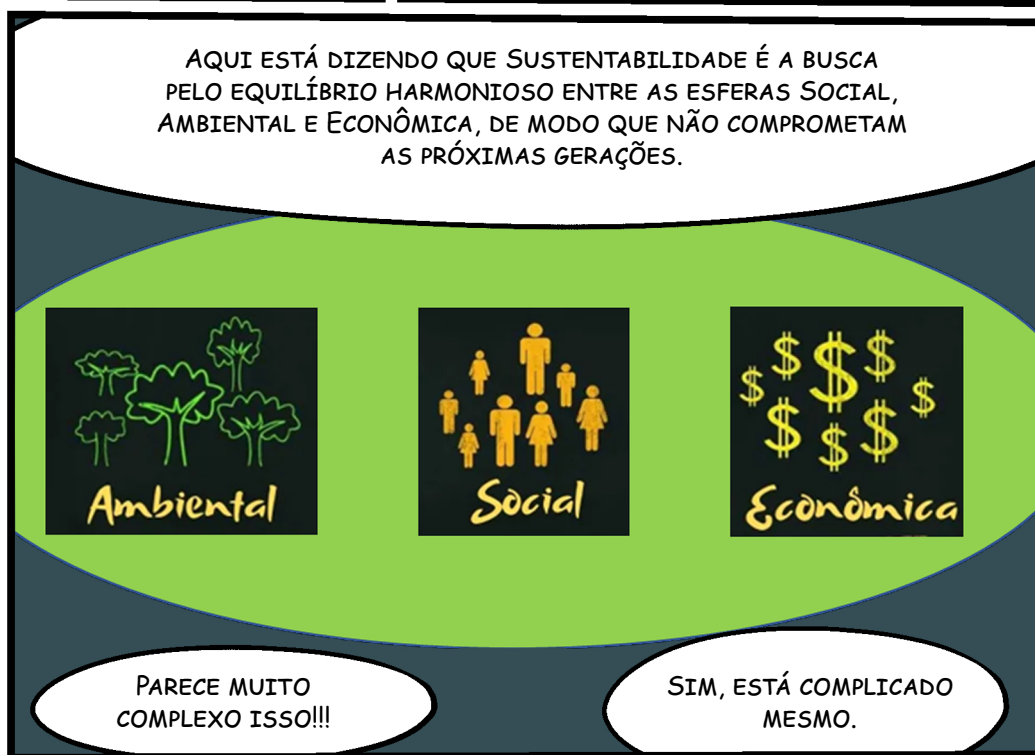 AQUI ESTÁ DIZENDO QUE SUSTENTABILIDADE É A BUSCA
PELO EQUILÍBRIO HARMONIOSO ENTRE AS ESFERAS SOCIAL,
AMBIENTAL E ECONÔMICA, DE MODO QUE NÃO COMPROMETAM
AS PRÓXIMAS GERAÇÕES.
Ambiental
Social
Econômica
PARECE MUITO
COMPLEXO ISSO!!!
SIM, ESTÁ COMPLICADO
MESMO.